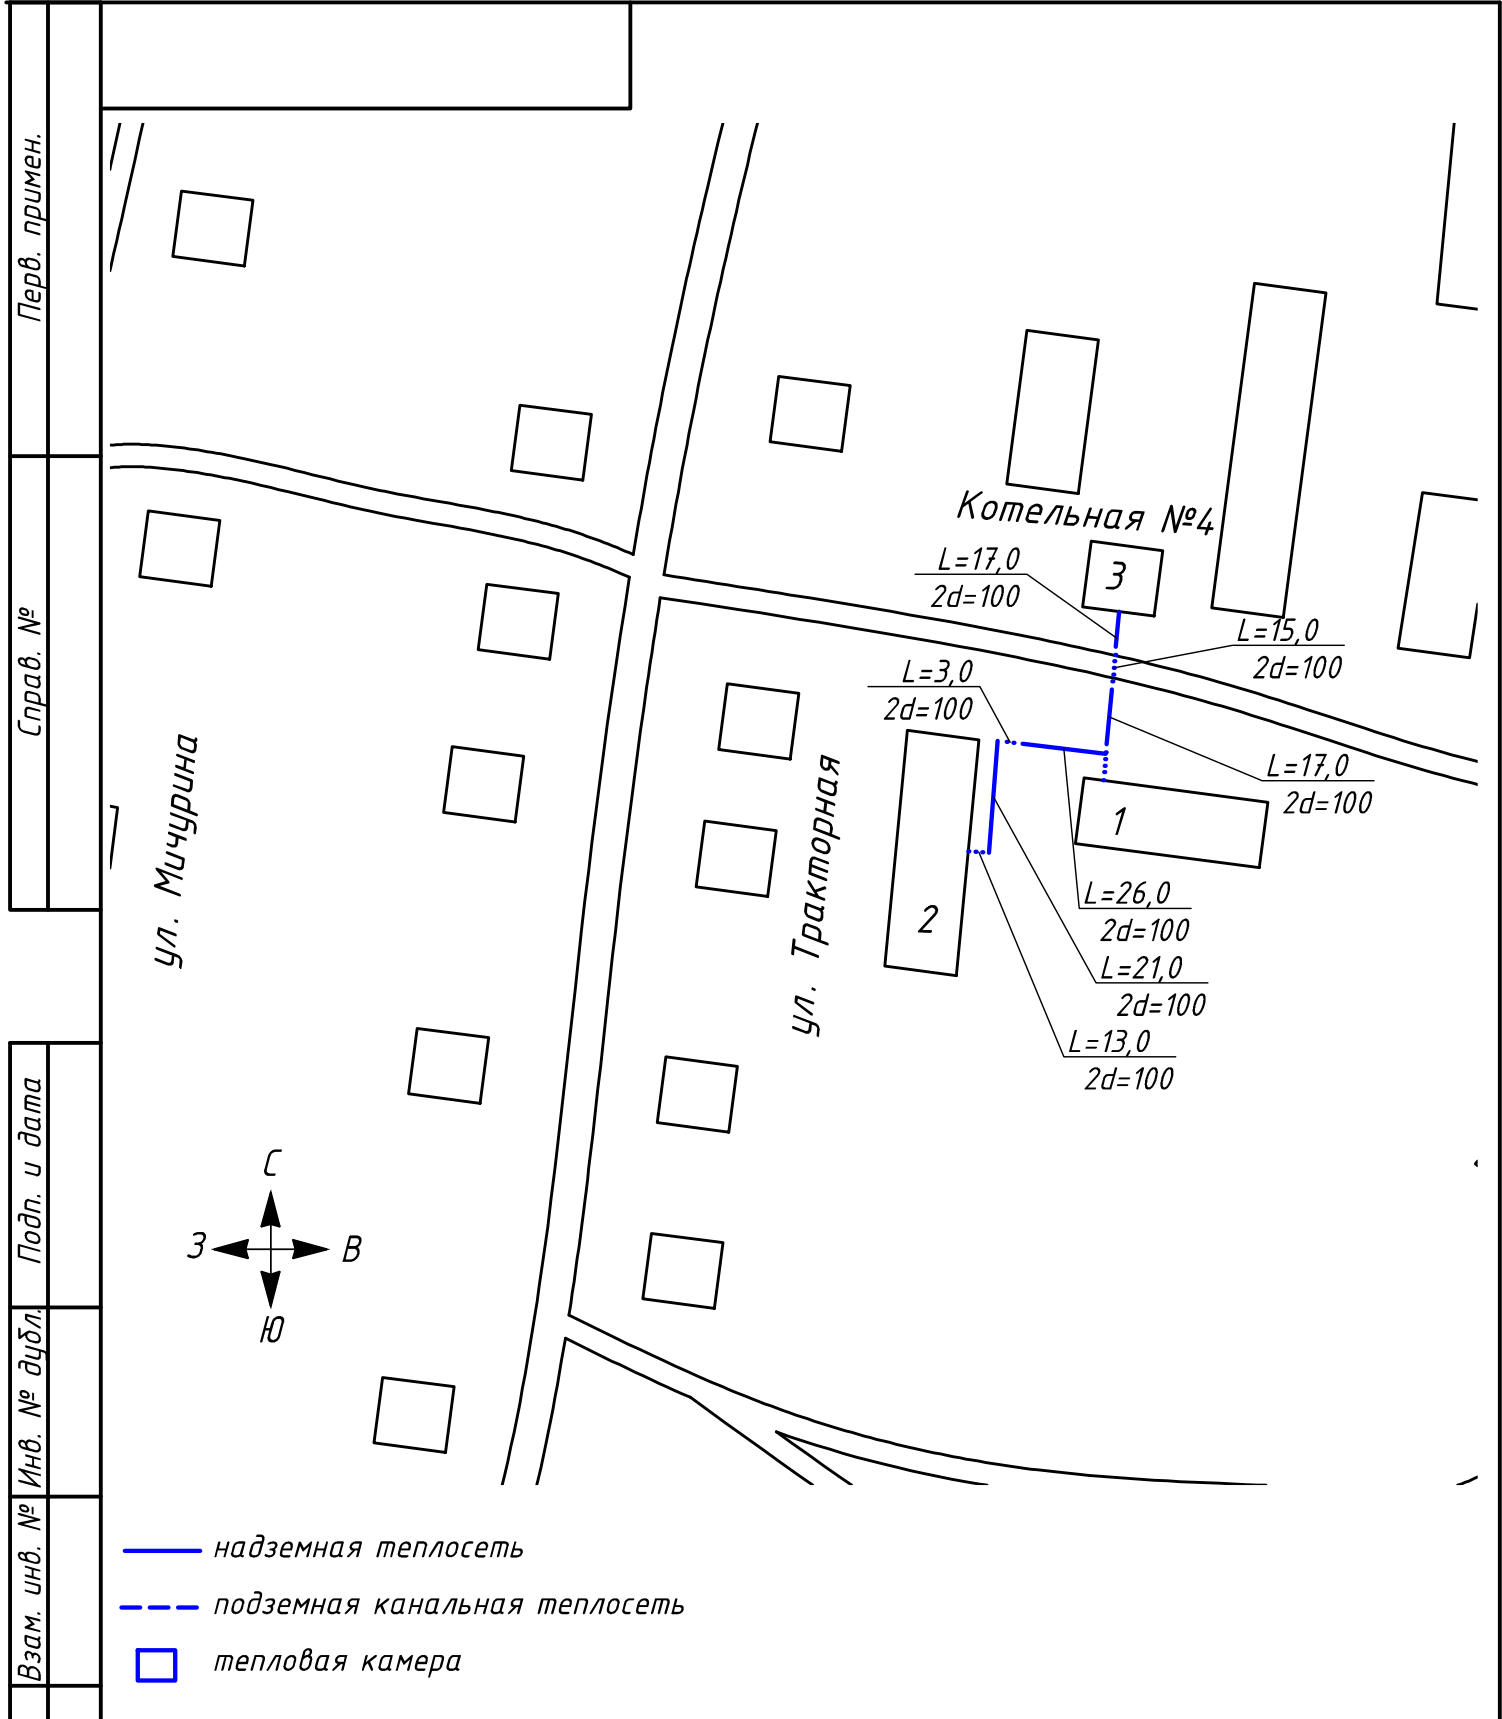 Перв. примен.
Справ. №
Подп. и дата
Инв. № дубл.
Взам. инв. №
Котельная №4
3
L=17,0
2d=100
L=15,0
2d=100
L=3,0
2d=100
L=17,0
2d=100
1
2
L=26,0
2d=100
L=21,0
2d=100
L=13,0
2d=100
ул. Мичурина
ул. Тракторная
С
З
В
Ю
надземная теплосеть
подземная канальная теплосеть
тепловая камера